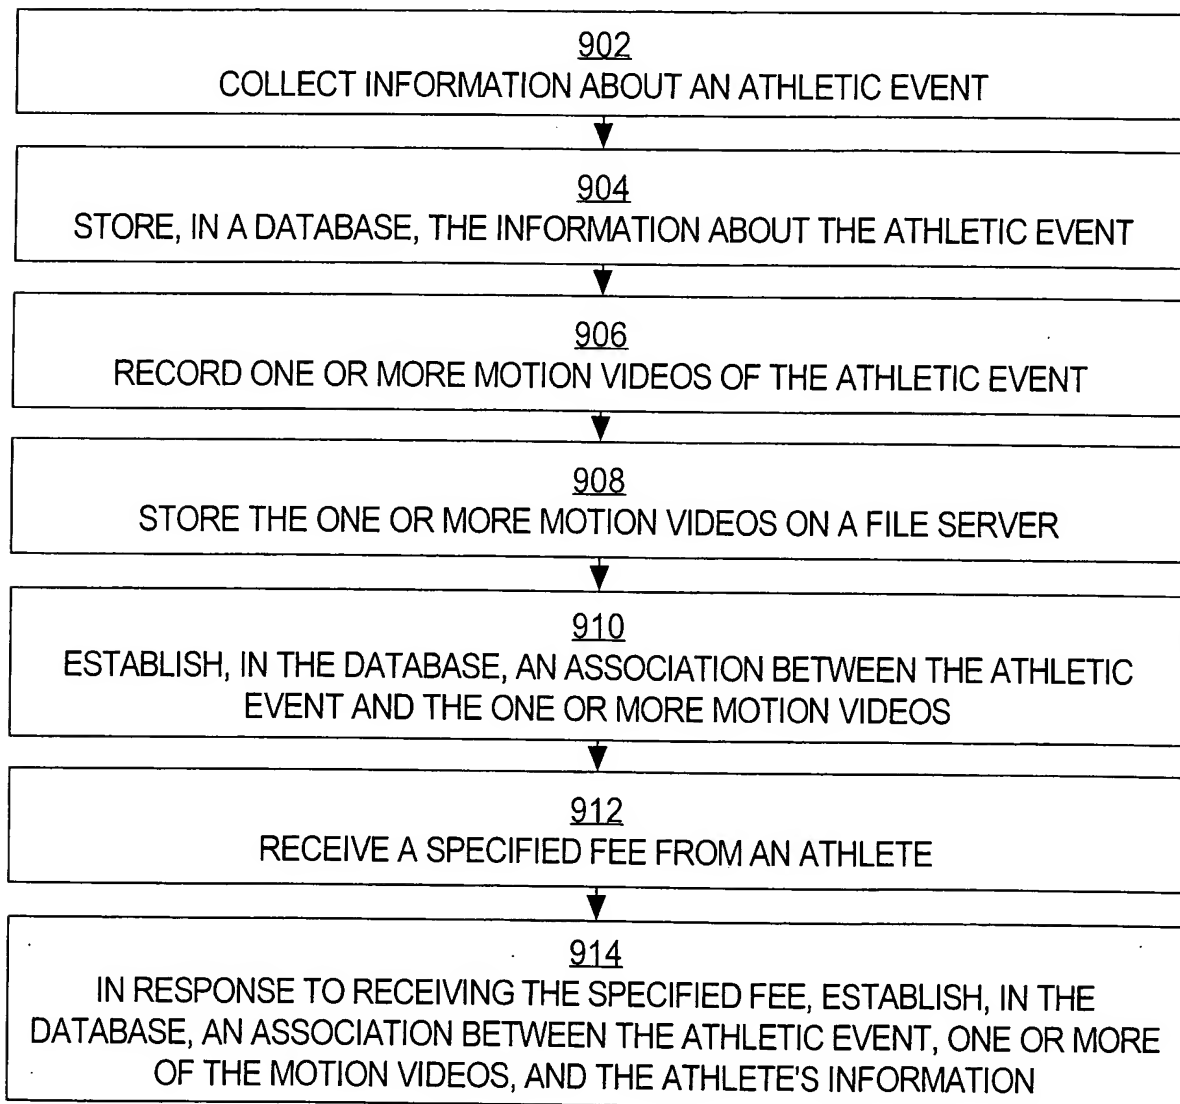 902
COLLECT INFORMATION ABOUT AN ATHLETIC EVENT
904
STORE, IN A DATABASE, THE INFORMATION ABOUT THE ATHLETIC EVENT
906
RECORD ONE OR MORE MOTION VIDEOS OF THE ATHLETIC EVENT
908
STORE THE ONE OR MORE MOTION VIDEOS ON A FILE SERVER
910
ESTABLISH, IN THE DATABASE, AN ASSOCIATION BETWEEN THE ATHLETIC
EVENT AND THE ONE OR MORE MOTION VIDEOS
912
RECEIVE A SPECIFIED FEE FROM AN ATHLETE
914
IN RESPONSE TO RECEIVING THE SPECIFIED FEE, ESTABLISH, IN THE
DATABASE, AN ASSOCIATION BETWEEN THE ATHLETIC EVENT, ONE OR MORE
OF THE MOTION VIDEOS, AND THE ATHLETE'S INFORMATION